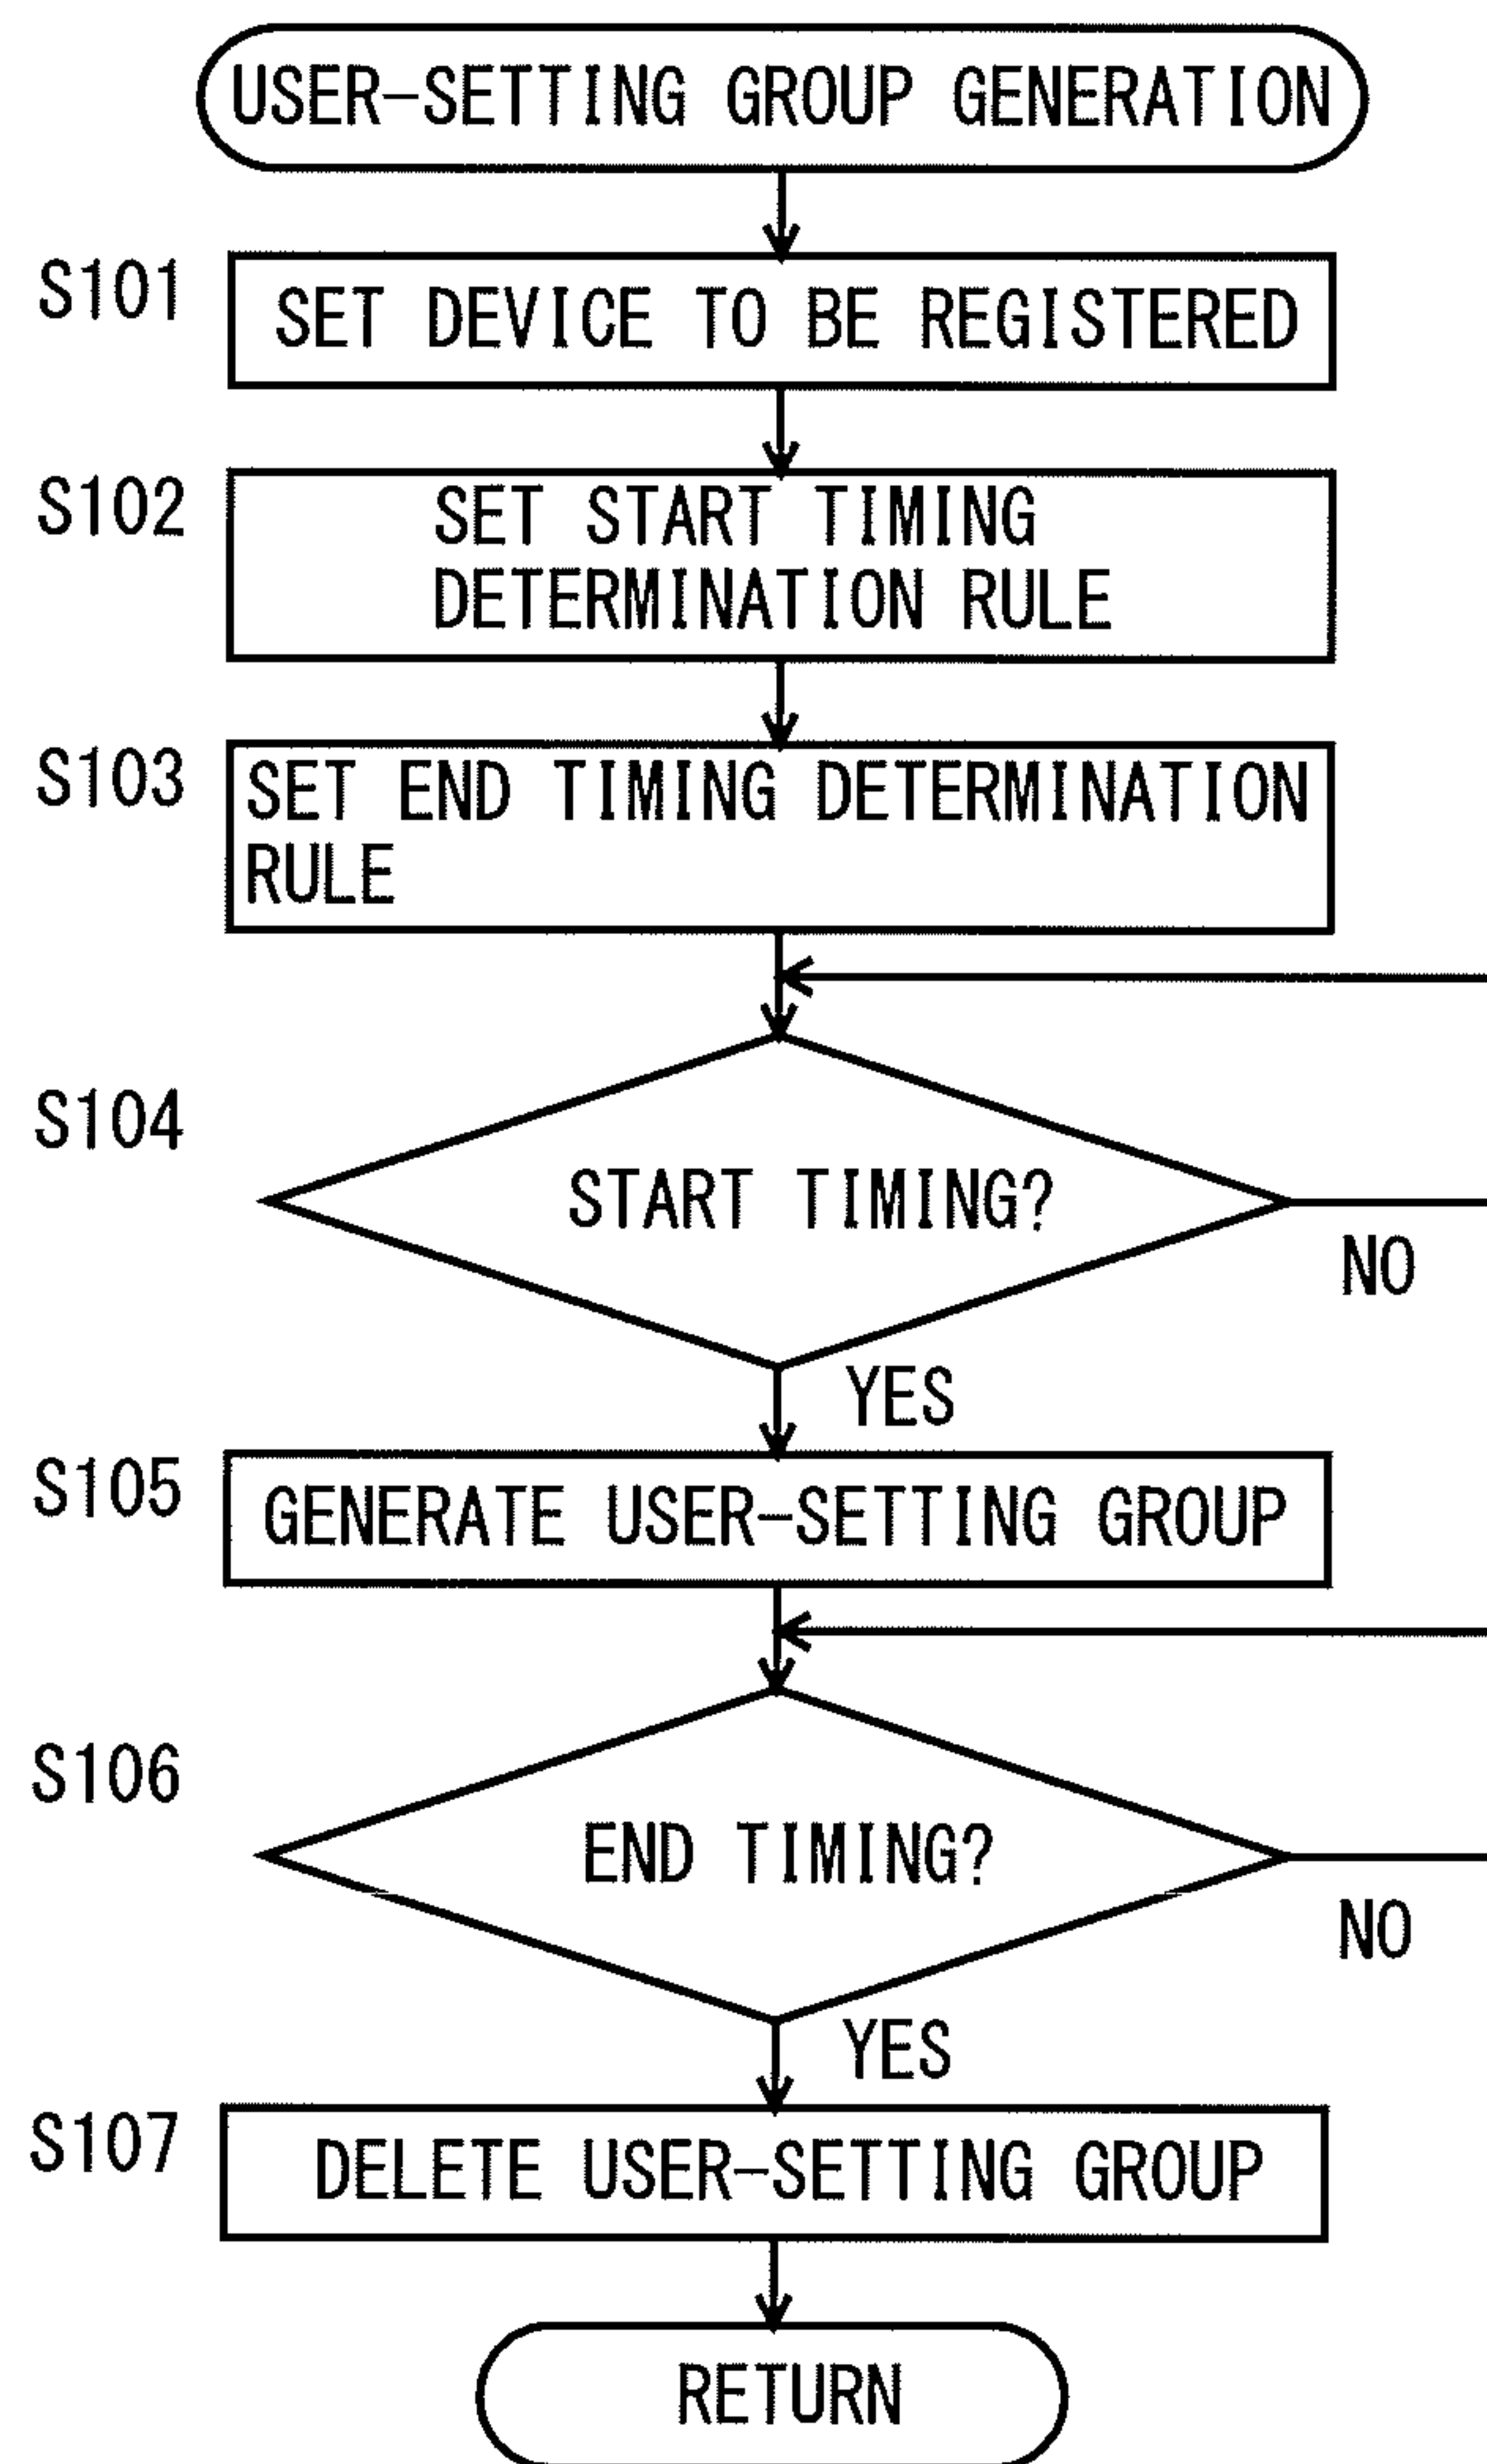 USER-SETTING GROUP GENERATION
S101
SET DEVICE TO BE REGISTERED
S102
SET START TIMING
DETERMINATION RULE
S103
SET END TIMING DETERMINATION
RULE
S104
START TIMING?
NO
YES
S105
GENERATE USER-SETTING GROUP
S106
END TIMING?
NO
YES
S107
DELETE USER-SETTING GROUP
RETURN